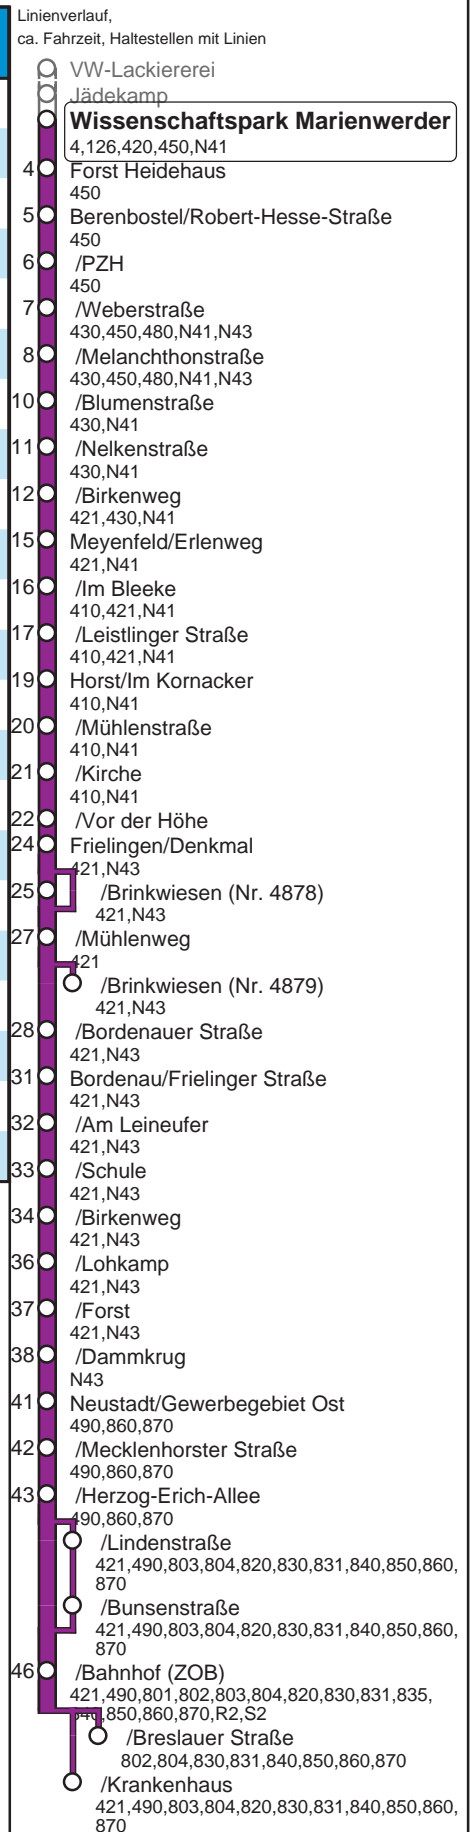 Linienverlauf,
ca. Fahrzeit, Haltestellen mit Linien
VW-Lackiererei
Jädekamp
Wissenschaftspark Marienwerder
4,126,420,450,N41
4 Forst Heidehaus
450
5 Berenbostel/Robert-Hesse-Straße
450
6 /PZH
450
7 /Weberstraße
430,450,480,N41,N43
8 /Melanchthonstraße
430,450,480,N41,N43
10 /Blumenstraße
430,N41
11 /Nelkenstraße
430,N41
12 /Birkenweg
421,430,N41
15 Meyenfeld/Erlenweg
421,N41
16 /Im Bleeke
410,421,N41
17 /Leistlinger Straße
410,421,N41
19 Horst/Im Kornacker
410,N41
20 /Mühlenstraße
410,N41
21 /Kirche
410,N41
22 /Vor der Höhe
24 Frielingen/Denkmal
421,N43
25 /Brinkwiesen (Nr. 4878)
421,N43
27 /Mühlenweg
421
/Brinkwiesen (Nr. 4879)
421,N43
28 /Bordenauer Straße
421,N43
31 Bordenau/Frielinger Straße
421,N43
32 /Am Leineufer
421,N43
33 /Schule
421,N43
34 /Birkenweg
421,N43
36 /Lohkamp
421,N43
37 /Forst
421,N43
38 /Dammkrug
N43
41 Neustadt/Gewerbegebiet Ost
490,860,870
42 /Mecklenhorster Straße
490,860,870
43 /Herzog-Erich-Allee
490,860,870
/Lindenstraße
421,490,803,804,820,830,831,840,850,860,
870
/Bunsenstraße
421,490,803,804,820,830,831,840,850,860,
870
46 /Bahnhof (ZOB)
421,490,801,802,803,804,820,830,831,835,
840,850,860,870,R2,S2
/Breslauer Straße
802,804,830,831,840,850,860,870
/Krankenhaus
421,490,803,804,820,830,831,840,850,860,
870